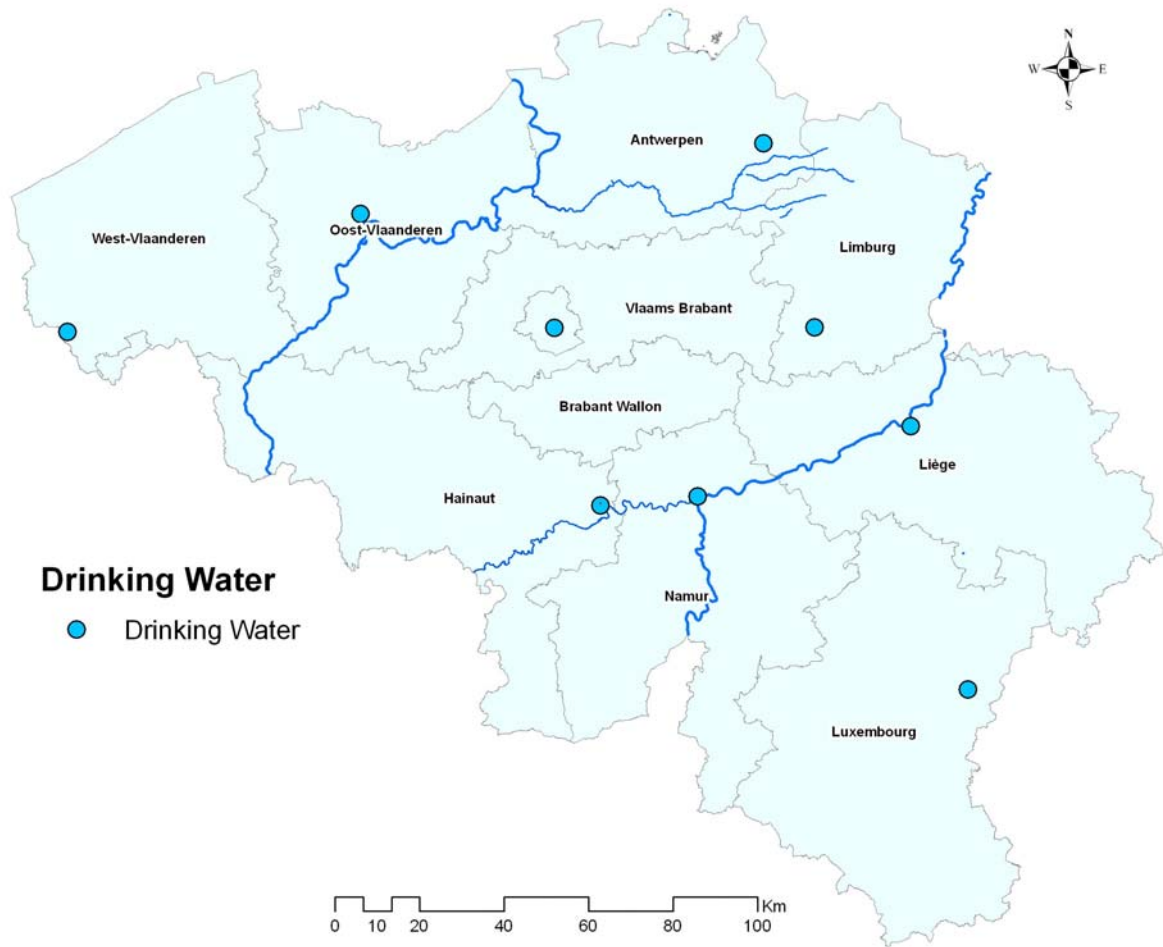 N
W E
S
Antwerpen
West-Vlaanderen
Oost-Vlaanderen
Limburg
Vlaams Brabant
Brabant Wallon
Liège
Hainaut
Drinking Water
Namur
Drinking Water
Luxembourg
Km
0 10 20 40 60 80 100